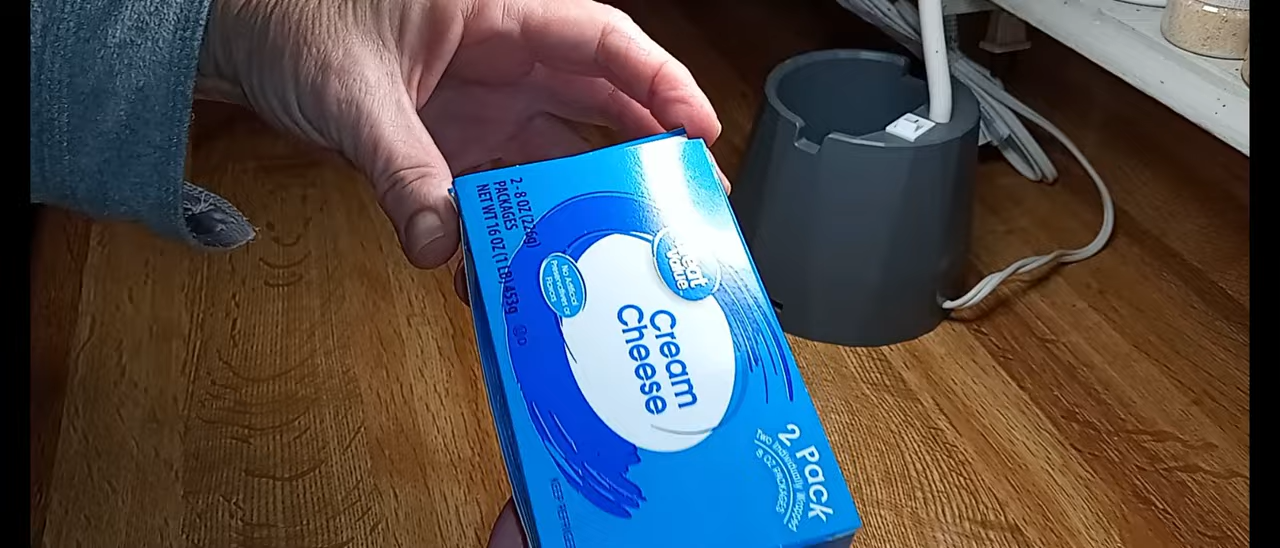 Great
Value
Cream
Cheese
No Artificial
Preservatives or
Flavors
2 - 8 OZ (226g)
PACKAGES
NET WT 16 OZ (1 LB) 453g
2 Pack
Two Individually Wrapped
8 OZ PACKAGES